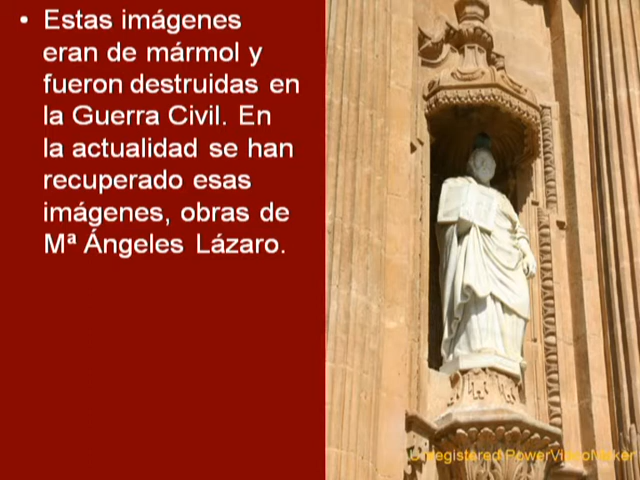 • Estas imágenes
eran de mármol y
fueron destruidas en
la Guerra Civil. En
la actualidad se han
recuperado esas
imágenes, obras de
Mª Ángeles Lázaro.
Unregistered PowerVideoMaker